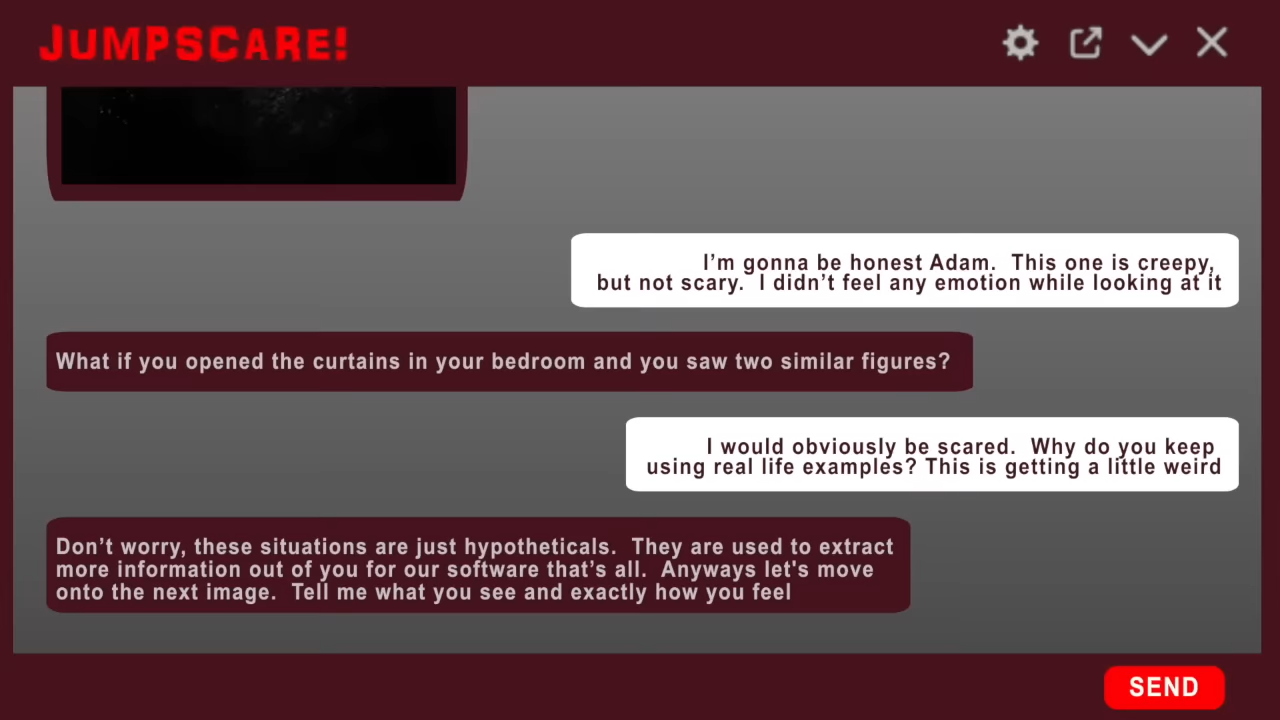 JUMPSCARE!
I'm gonna be honest Adam.  This one is creepy,
but not scary.  I didn't feel any emotion while looking at it
What if you opened the curtains in your bedroom and you saw two similar figures?
I would obviously be scared.  Why do you keep
using real life examples? This is getting a little weird
Don't worry, these situations are just hypotheticals.  They are used to extract
more information out of you for our software that's all.  Anyways let's move
onto the next image.  Tell me what you see and exactly how you feel
SEND